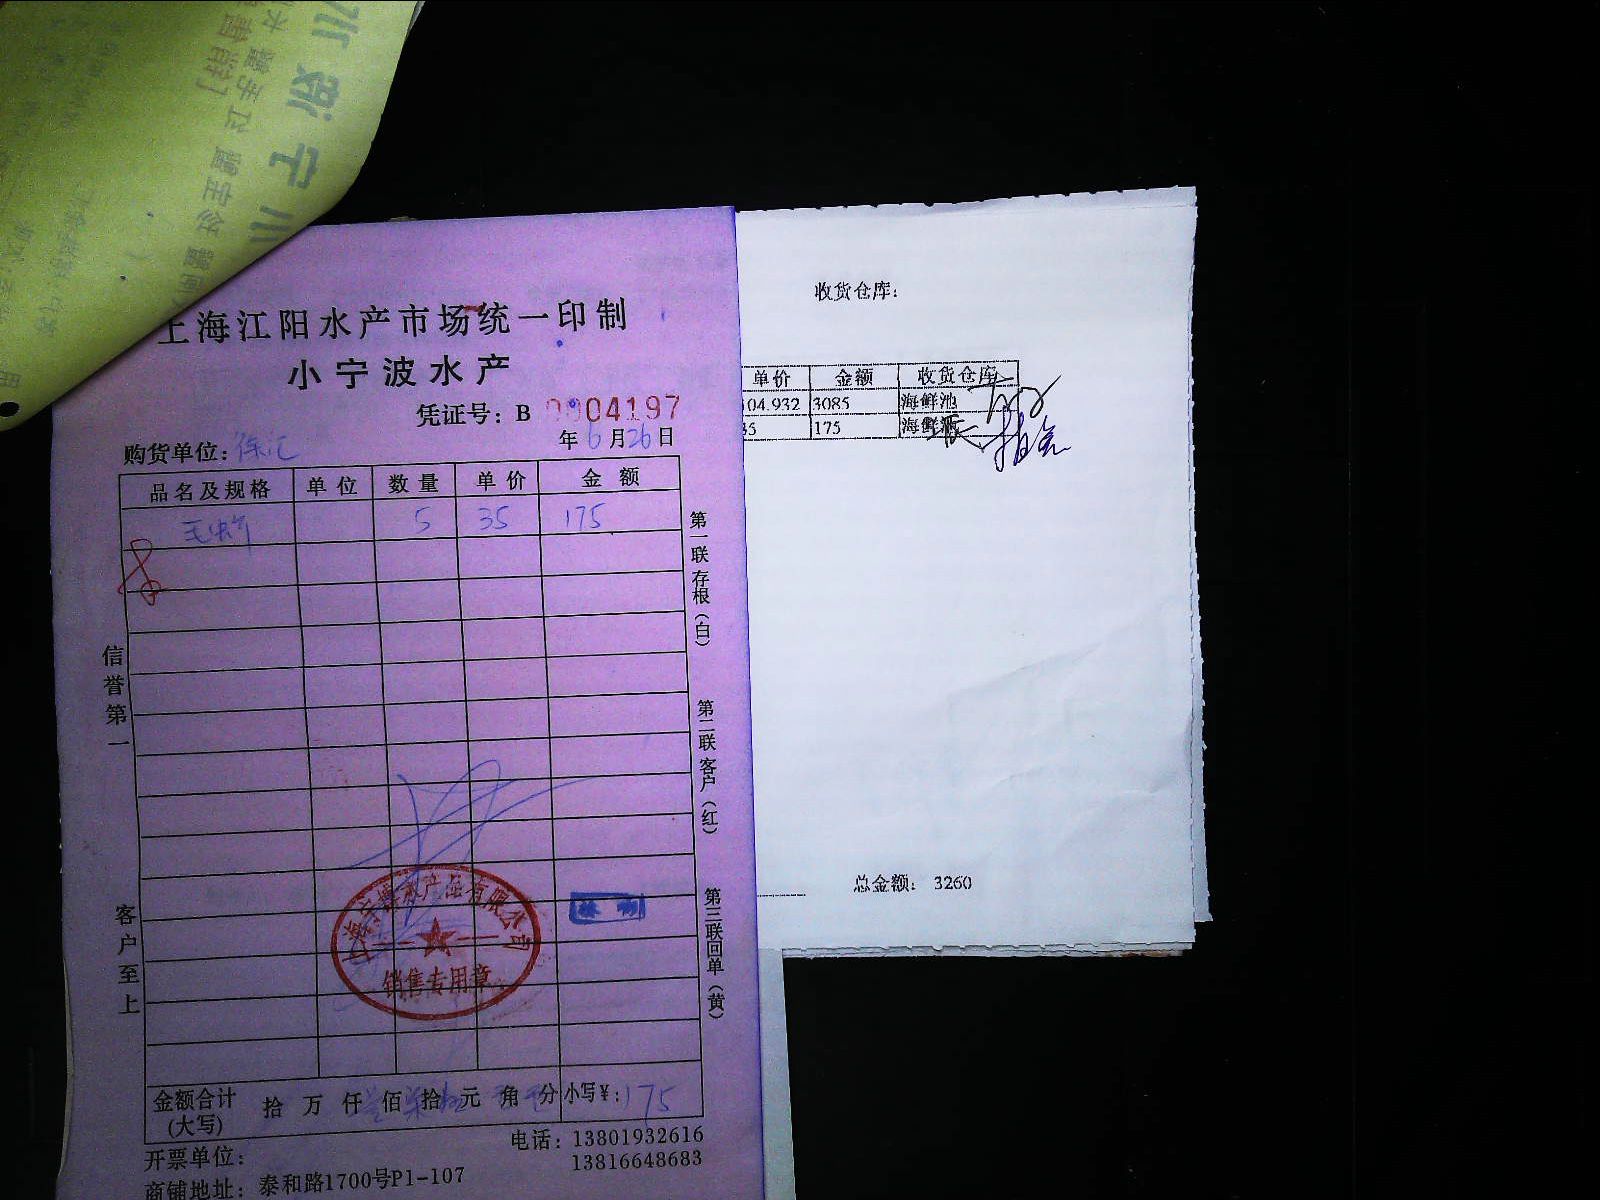 上海江阳水产市场统一印制
小宁波水产
凭证号：B 0004197
年6月26日
购货单位：徐汇
品名及规格 单位 数量 单价 金额
5 35 175
第一联存根（白）
第二联客户（红）
第三联回单（黄）
信誉第一
客户至上
销售专用章
金额合计(大写) 拾 万 仟 佰 拾 元 角 分 小写¥：175
电话：13801932616
13816648683
开票单位：
商铺地址：泰和路1700号P1-107
收货仓库：
单价 金额 收货仓库
104.932 3085 海鲜池
35 175 海鲜池
总金额： 3260